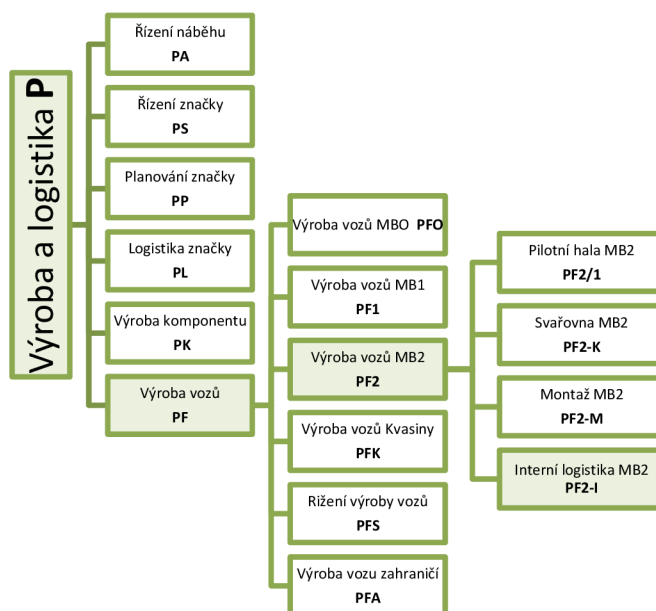 Výroba a logistika P
Řízení náběhu
PA
Řízení značky
PS
Planování značky
PP
Logistika značky
PL
Výroba komponentu
PK
Výroba vozů
PF
Výroba vozů MBO PFO
Výroba vozů MB1
PF1
Výroba vozů MB2
PF2
Výroba vozů Kvasiny
PFK
Rižení výroby vozů
PFS
Výroba vozu zahraničí
PFA
Pilotní hala MB2
PF2/1
Svařovna MB2
PF2-K
Montaž MB2
PF2-M
Interní logistika MB2
PF2-I